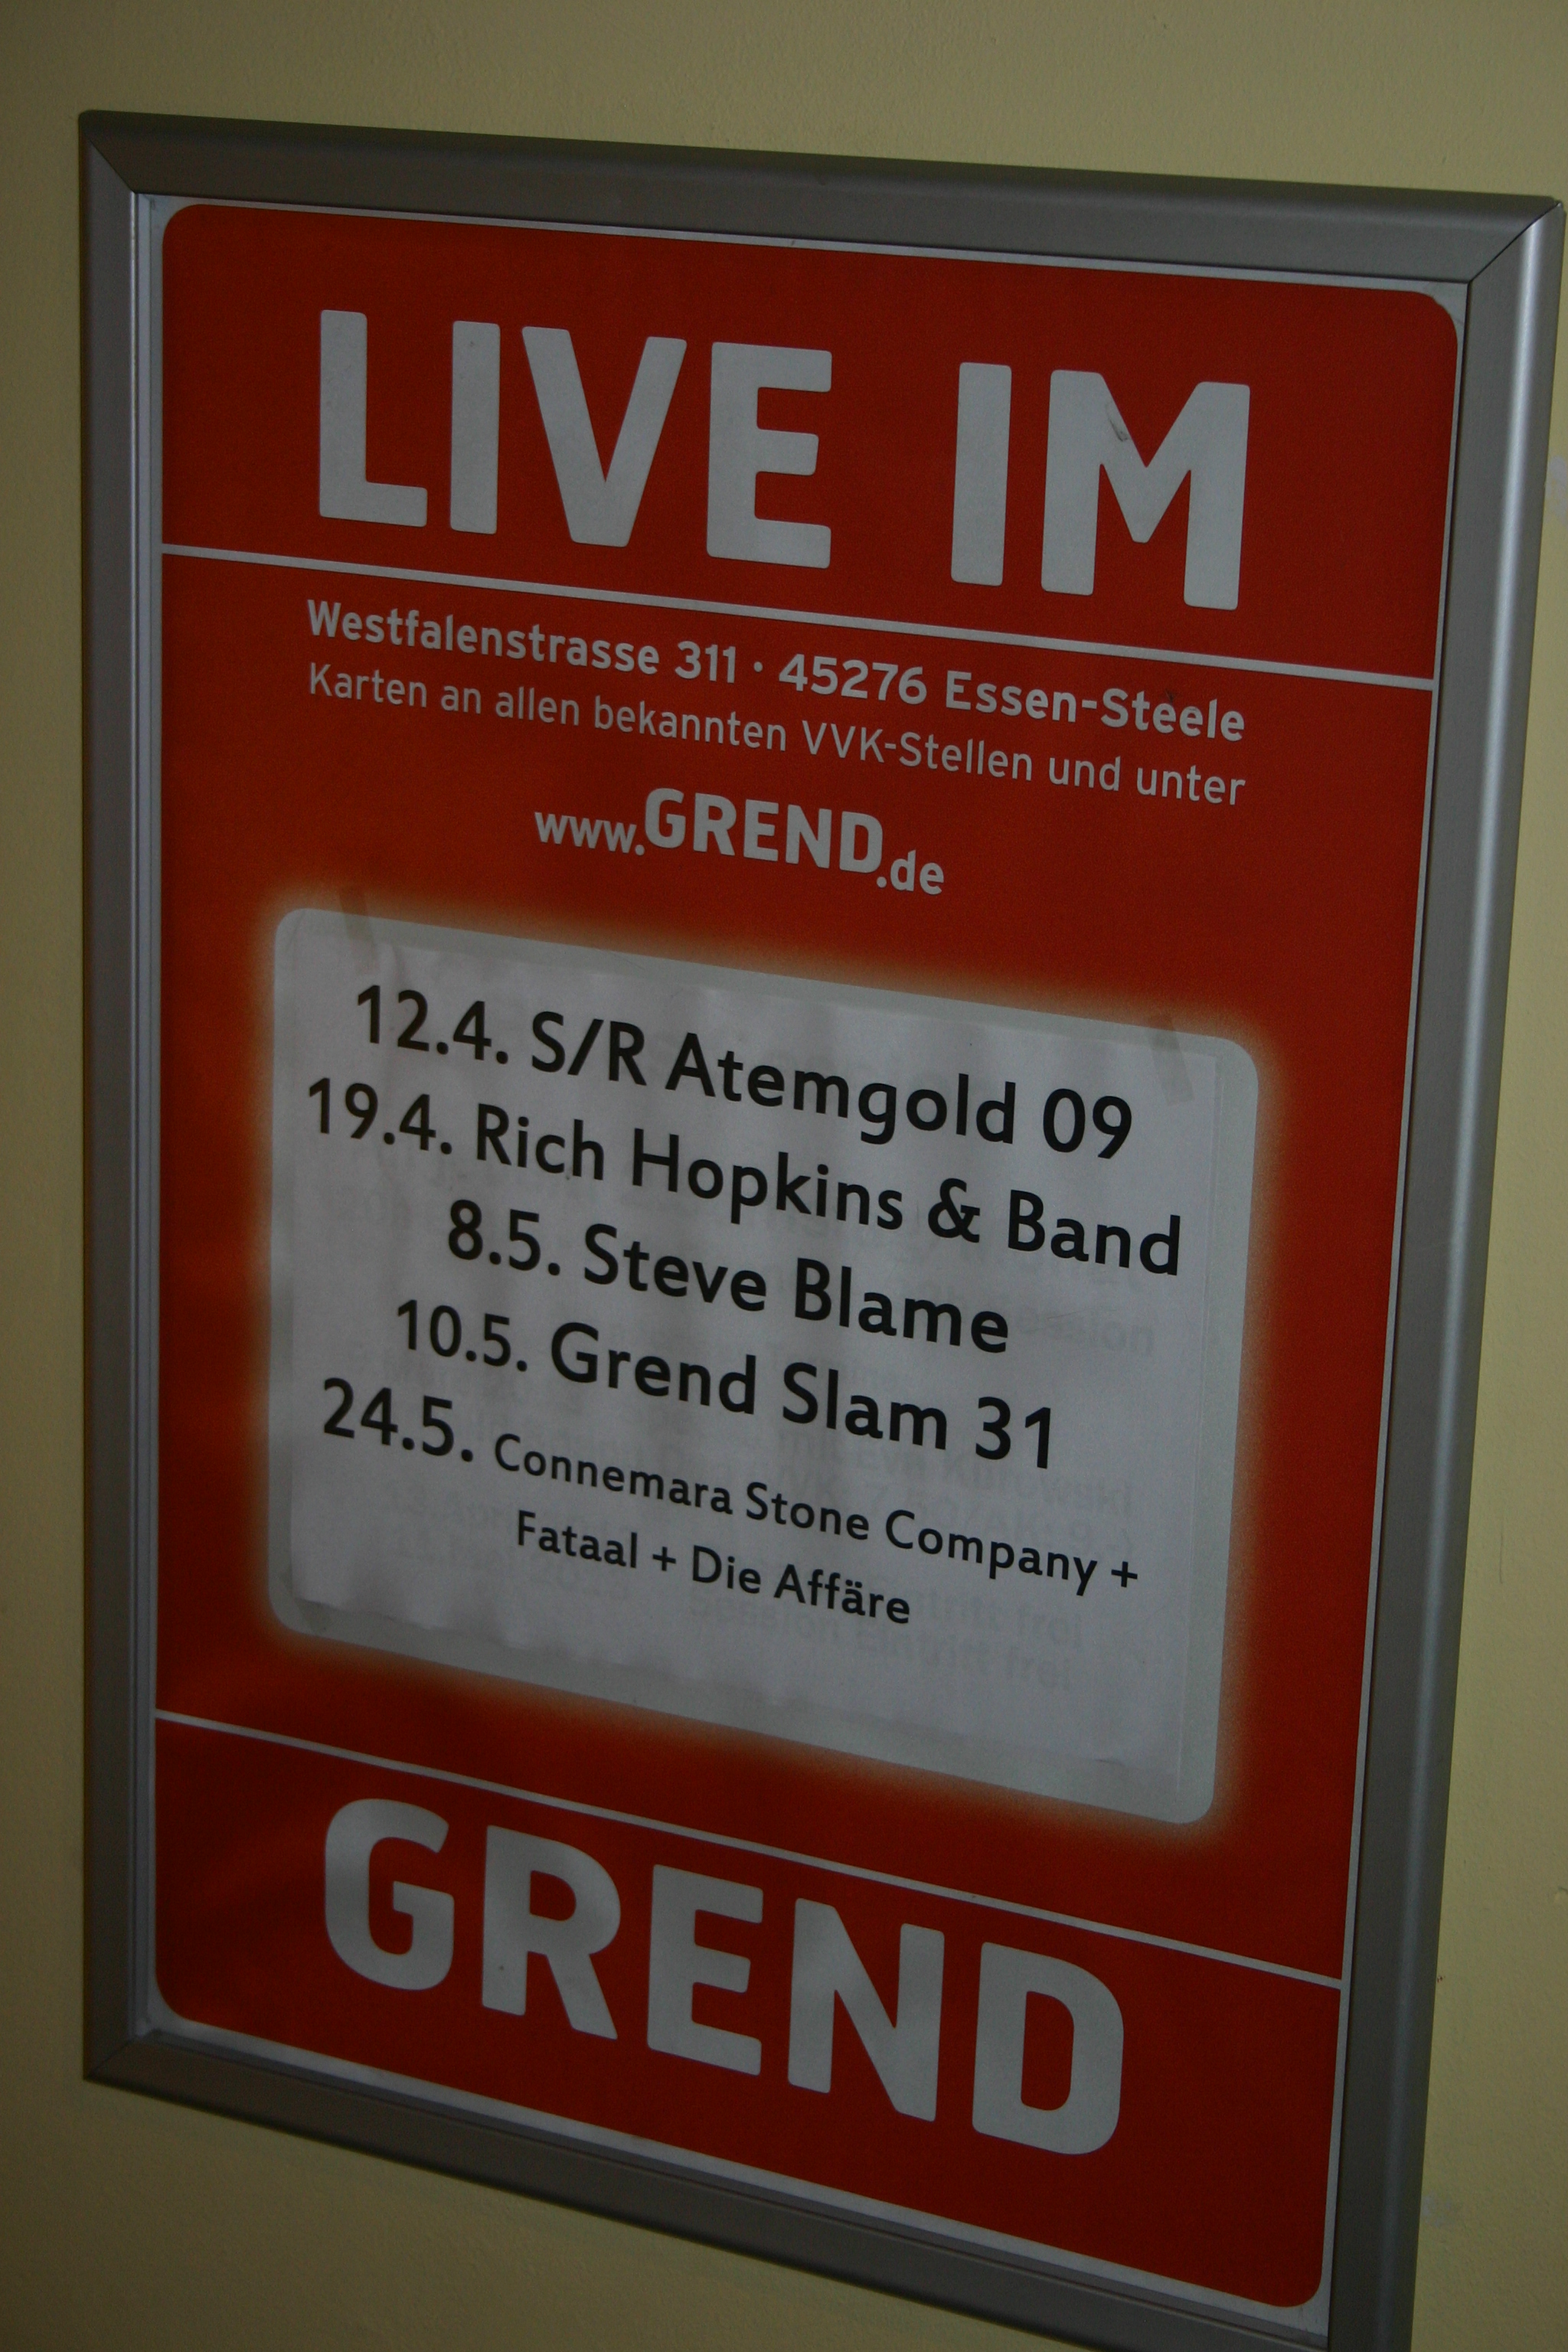 LIVE IM
Westfalenstrasse 311 · 45276 Essen-Steele
Karten an allen bekannten VVK-Stellen und unter
www.GREND.de
12.4. S/R Atemgold 09
19.4. Rich Hopkins & Band
8.5. Steve Blame
10.5. Grend Slam 31
24.5. Connemara Stone Company +
Fataal + Die Affäre
GREND